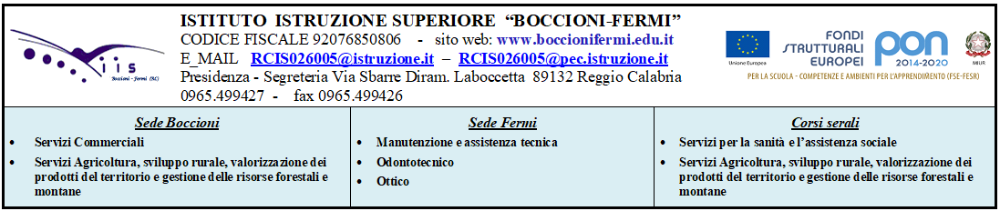 ISTITUTO ISTRUZIONE SUPERIORE “BOCCIONI-FERMI”
CODICE FISCALE 92076850806 - sito web: www.boccionifermi.edu.it
E_MAIL RCIS026005@istruzione.it – RCIS026005@pec.istruzione.it
Presidenza - Segreteria Via Sbarre Diram. Laboccetta 89132 Reggio Calabria
0965.499427 - fax 0965.499426
iis
Boccioni - Fermi (RC)
Unione Europea
FONDI
STRUTTURALI
EUROPEI
pon
2014-2020
MIUR
PER LA SCUOLA - COMPETENZE E AMBIENTI PER L'APPRENDIMENTO (FSE-FESR)
Sede Boccioni
• Servizi Commerciali
• Servizi Agricoltura, sviluppo rurale, valorizzazione dei
prodotti del territorio e gestione delle risorse forestali e
montane
Sede Fermi
• Manutenzione e assistenza tecnica
• Odontotecnico
• Ottico
Corsi serali
• Servizi per la sanità e l’assistenza sociale
• Servizi Agricoltura, sviluppo rurale, valorizzazione dei
prodotti del territorio e gestione delle risorse forestali e
montane